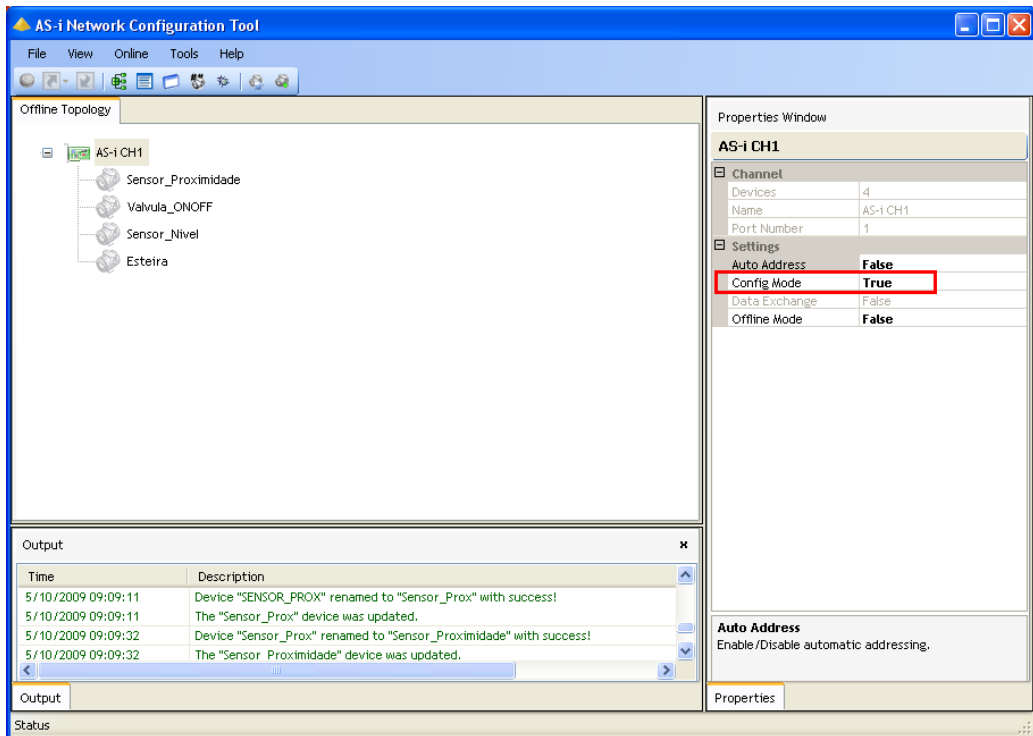 AS-i Network Configuration Tool
File View Online Tools Help
Offline Topology
AS-i CH1
Sensor_Proximidade
Valvula_ONOFF
Sensor_Nivel
Esteira
Properties Window
AS-i CH1
Channel
Devices 4
Name AS-i CH1
Port Number 1
Settings
Auto Address False
Config Mode True
Data Exchange False
Offline Mode False
Output
Time Description
5/10/2009 09:09:11 Device "SENSOR_PROX" renamed to "Sensor_Prox" with success!
5/10/2009 09:09:11 The "Sensor_Prox" device was updated.
5/10/2009 09:09:32 Device "Sensor_Prox" renamed to "Sensor_Proximidade" with success!
5/10/2009 09:09:32 The "Sensor_Proximidade" device was updated.
Output
Auto Address
Enable/Disable automatic addressing.
Properties
Status